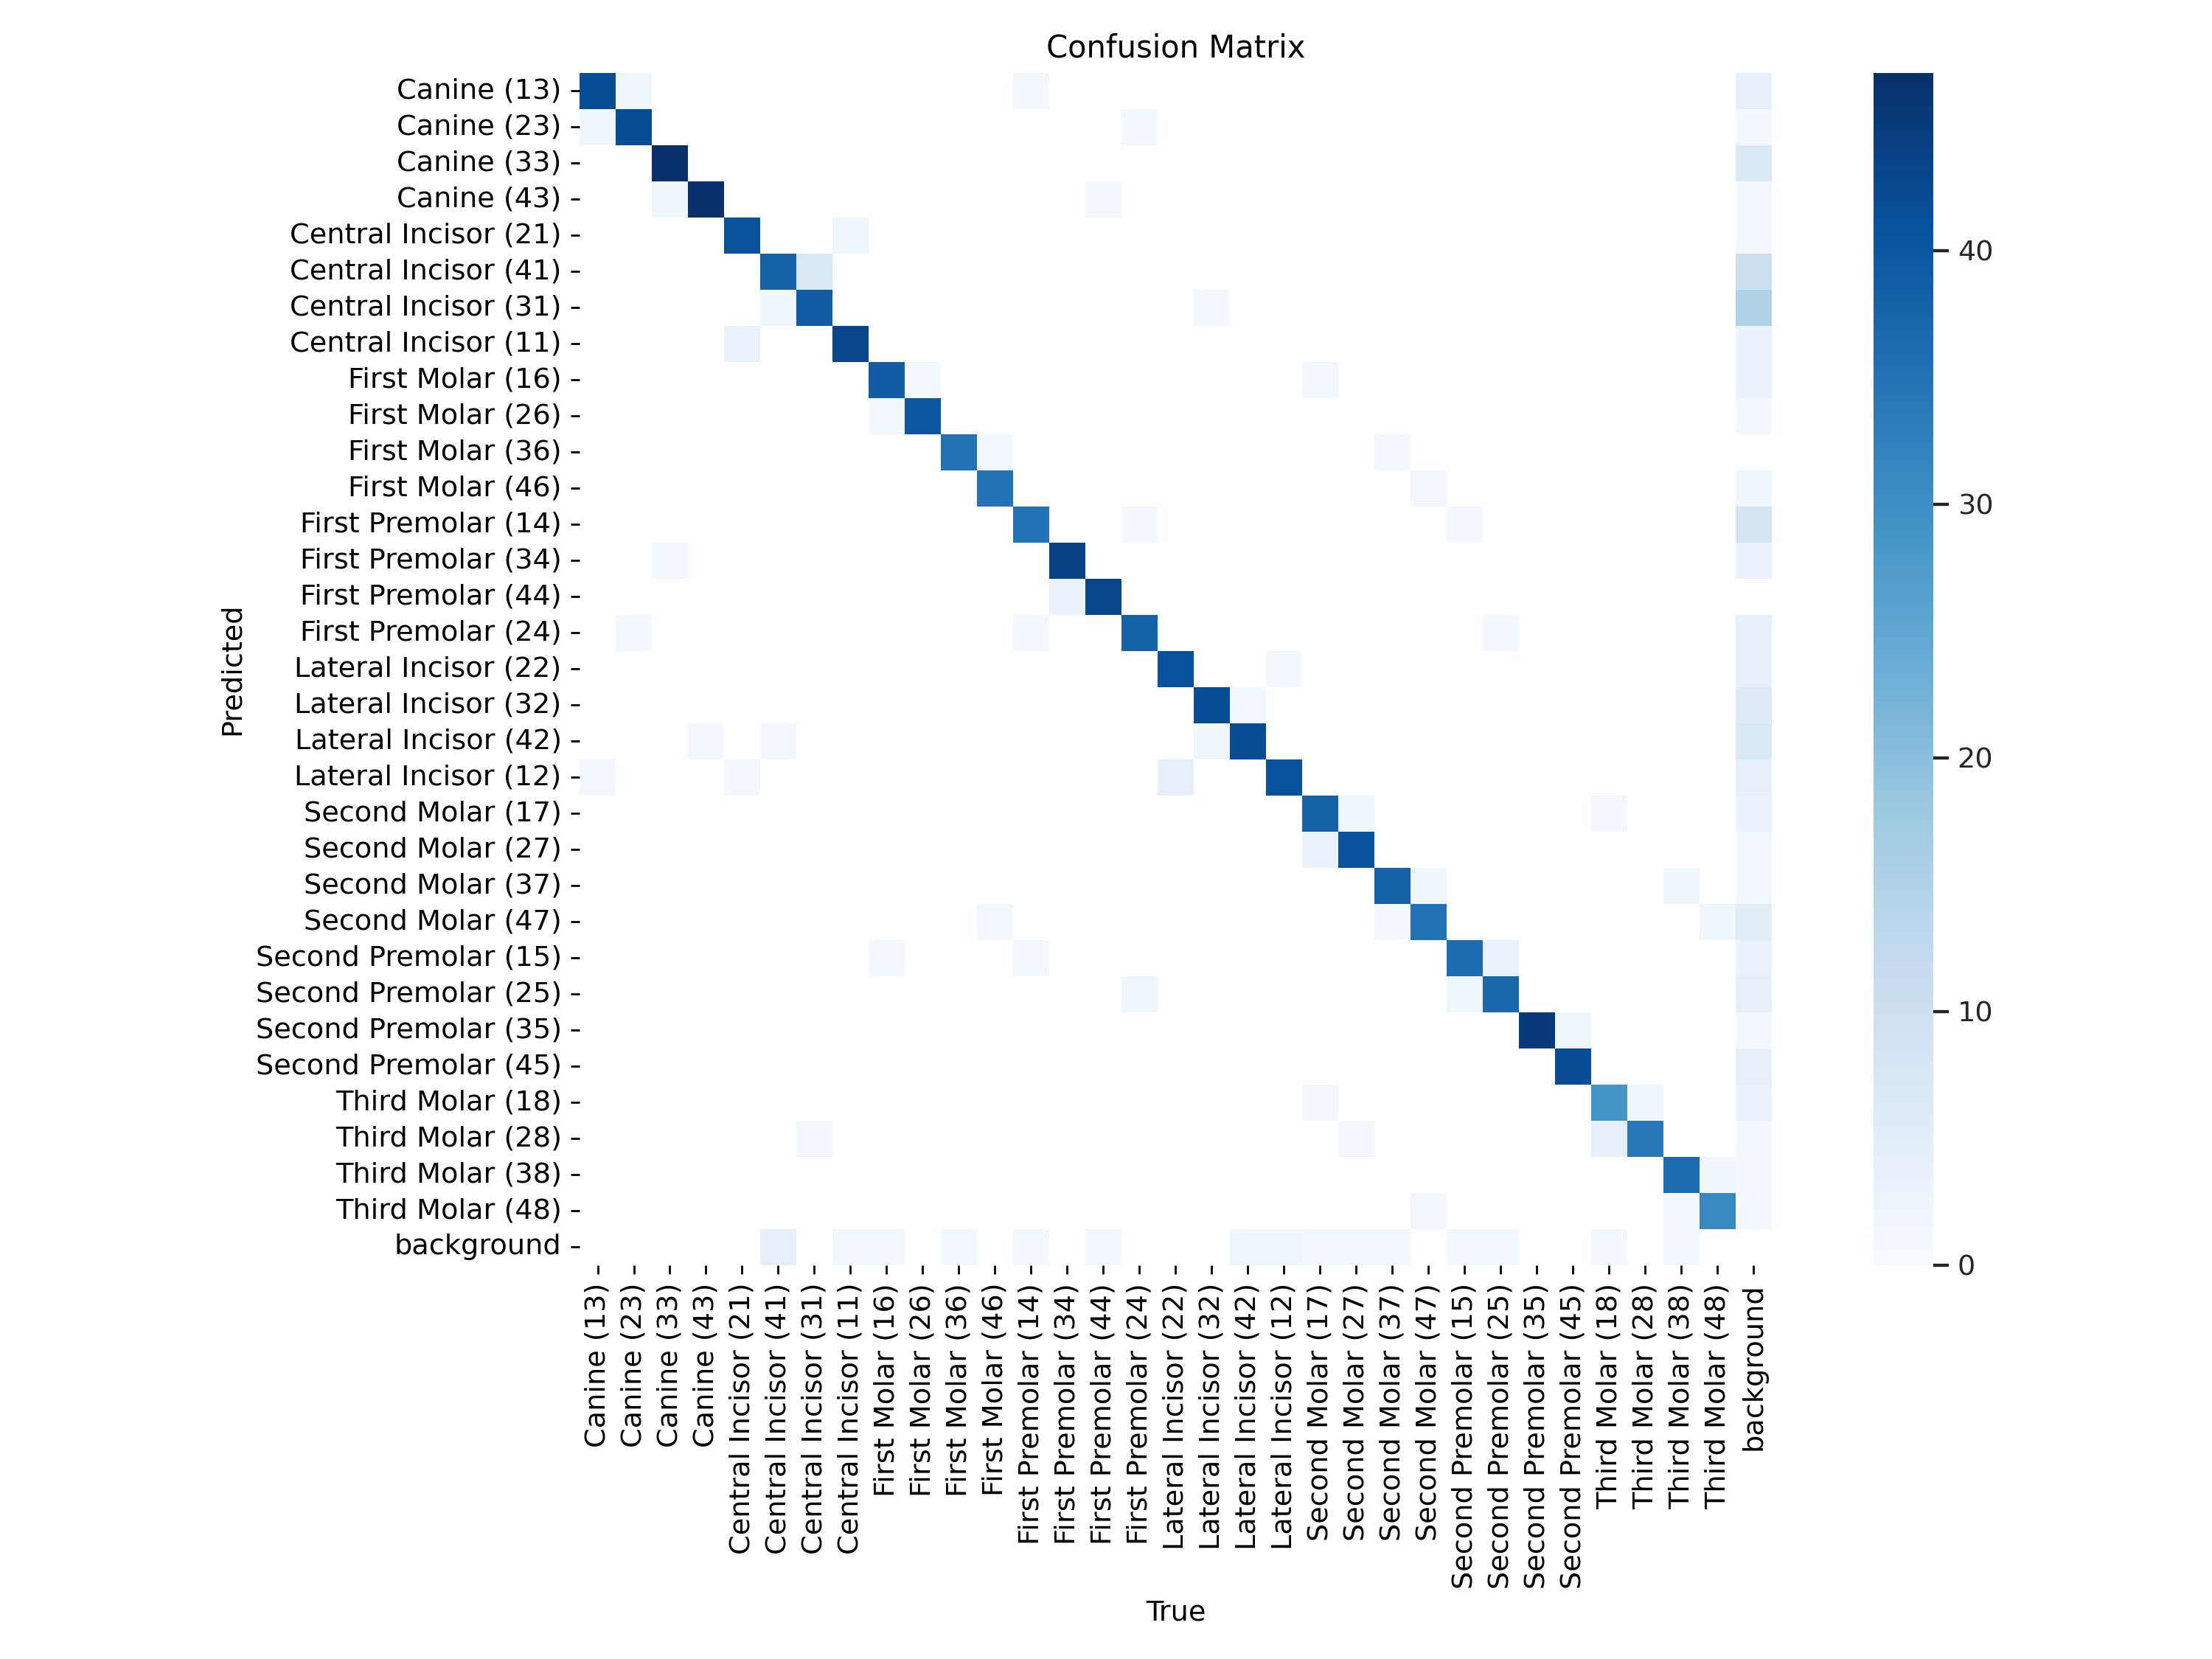 Confusion Matrix
Predicted
Canine (13)
Canine (23)
Canine (33)
Canine (43)
Central Incisor (21)
Central Incisor (41)
Central Incisor (31)
Central Incisor (11)
First Molar (16)
First Molar (26)
First Molar (36)
First Molar (46)
First Premolar (14)
First Premolar (34)
First Premolar (44)
First Premolar (24)
Lateral Incisor (22)
Lateral Incisor (32)
Lateral Incisor (42)
Lateral Incisor (12)
Second Molar (17)
Second Molar (27)
Second Molar (37)
Second Molar (47)
Second Premolar (15)
Second Premolar (25)
Second Premolar (35)
Second Premolar (45)
Third Molar (18)
Third Molar (28)
Third Molar (38)
Third Molar (48)
background
Canine (13)
Canine (23)
Canine (33)
Canine (43)
Central Incisor (21)
Central Incisor (41)
Central Incisor (31)
Central Incisor (11)
First Molar (16)
First Molar (26)
First Molar (36)
First Molar (46)
First Premolar (14)
First Premolar (34)
First Premolar (44)
First Premolar (24)
Lateral Incisor (22)
Lateral Incisor (32)
Lateral Incisor (42)
Lateral Incisor (12)
Second Molar (17)
Second Molar (27)
Second Molar (37)
Second Molar (47)
Second Premolar (15)
Second Premolar (25)
Second Premolar (35)
Second Premolar (45)
Third Molar (18)
Third Molar (28)
Third Molar (38)
Third Molar (48)
background
True
40
30
20
10
0